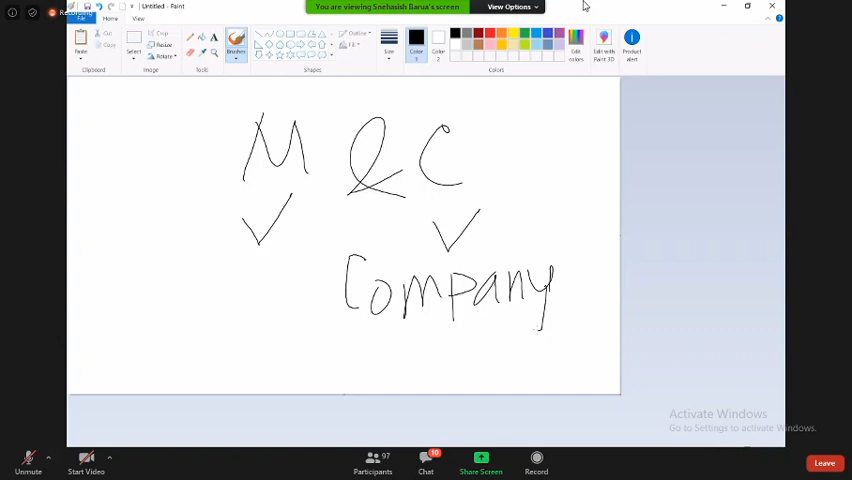 Recording
Untitled - Paint
You are viewing Snehasish Barua's screen
View Options
File
Home
View
Paste
Cut
Copy
Clipboard
Select
Crop
Resize
Rotate
Image
Tools
Brushes
Shapes
Outline
Fill
Size
Color
1
Color
2
Colors
Edit
colors
Edit with
Paint 3D
Product
alert
M & C
Company
Activate Windows
Go to Settings to activate Windows.
Unmute
Start Video
97
Participants
10
Chat
Share Screen
Record
Leave